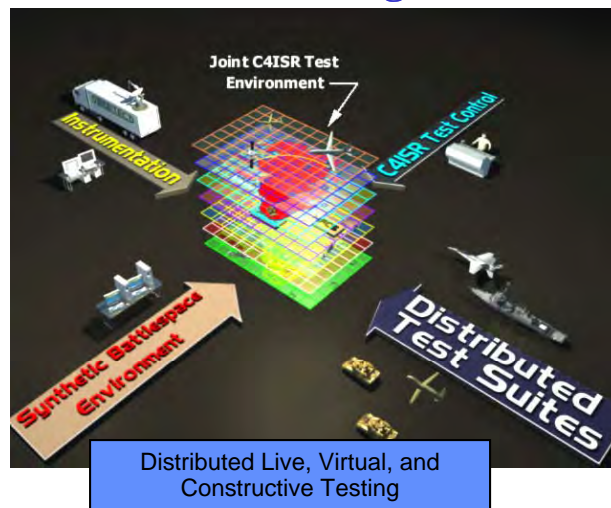 Joint C4ISR Test
Environment
Instrumentation
C4ISR Test Control
Synthetic Battlespace
Environment
Distributed
Test Suites
Distributed Live, Virtual, and
Constructive Testing